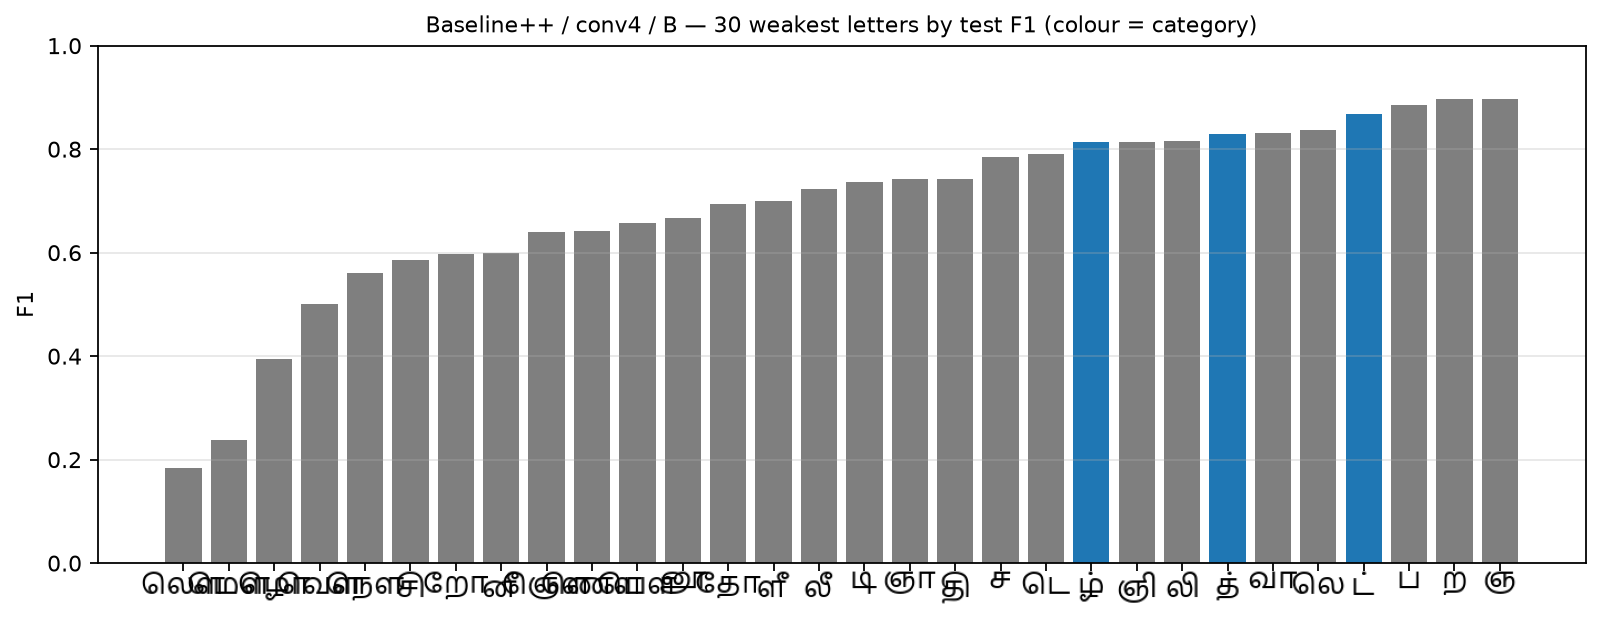 Baseline++ / conv4 / B — 30 weakest letters by test F1 (colour = category)
1.0
0.8
0.6
0.4
0.2
0.0
F1
சி றோ னீ தோ ளீ லீ டி ஞா தி ச டெ ழ் ஞி லி த் வா லெ ட் ப ற ஞ